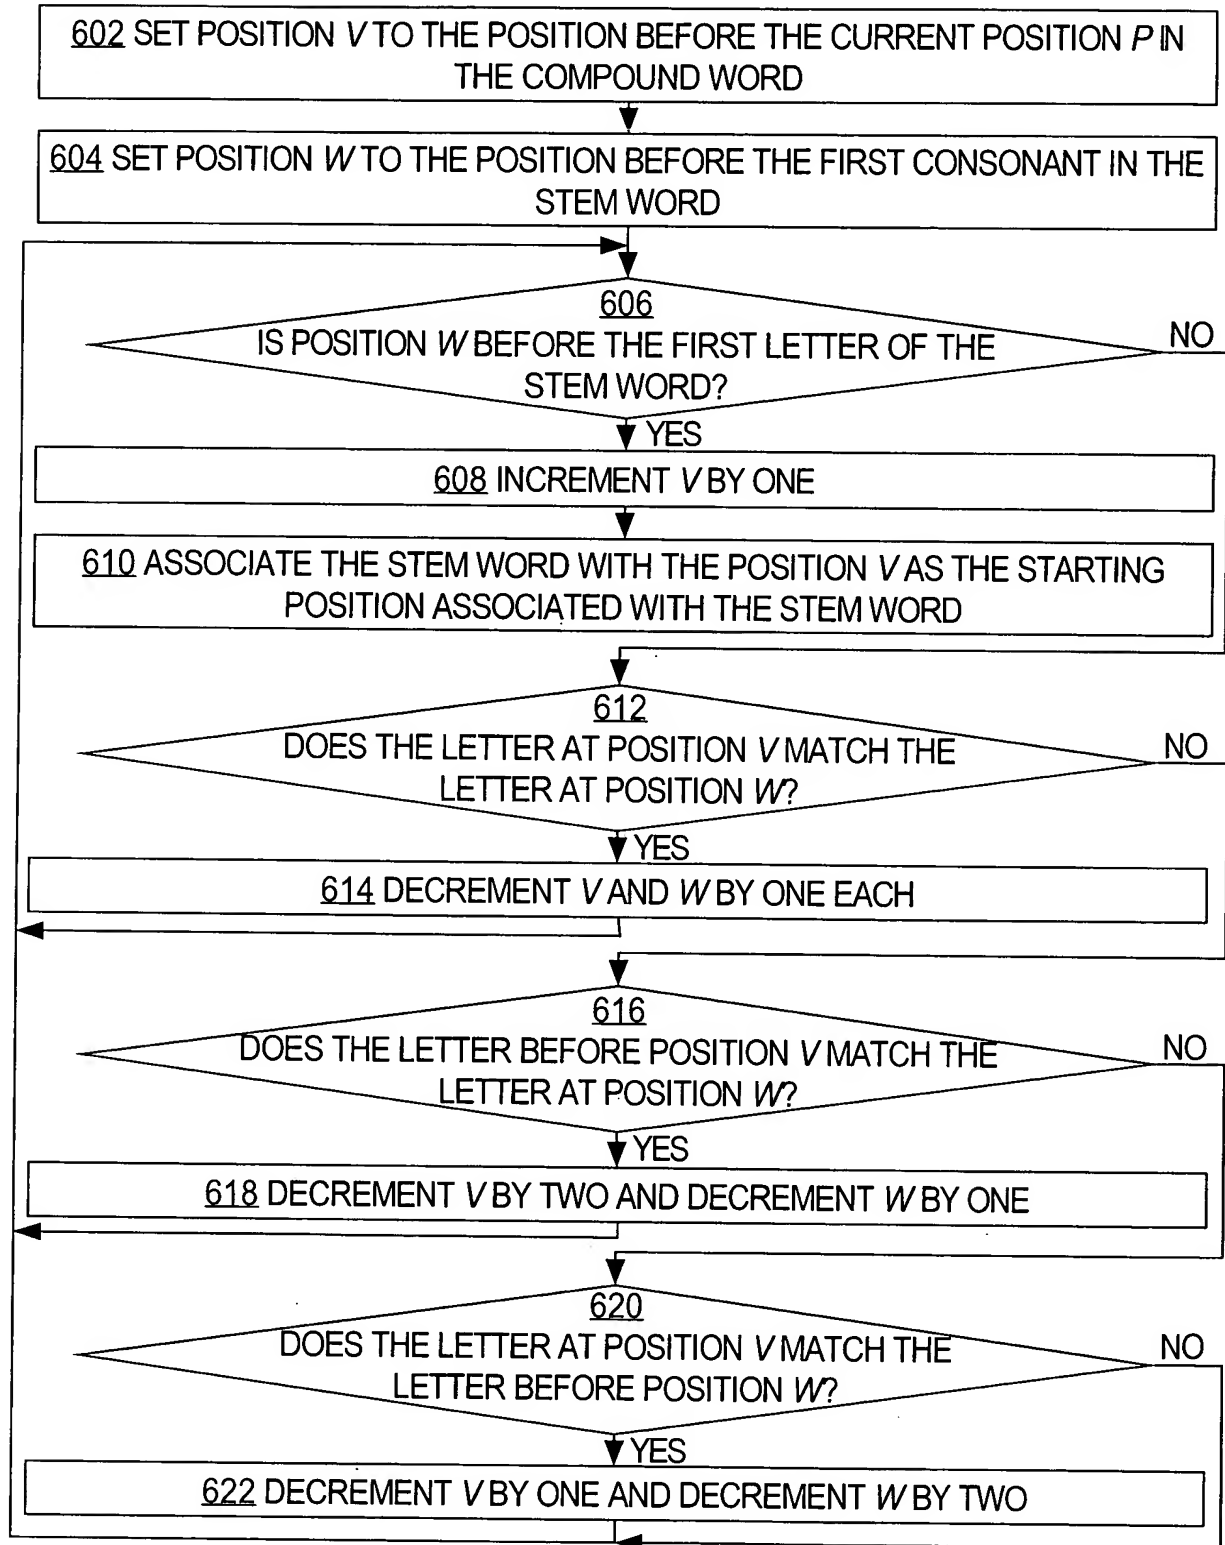 602 SET POSITION V TO THE POSITION BEFORE THE CURRENT POSITION P IN
THE COMPOUND WORD
604 SET POSITION W TO THE POSITION BEFORE THE FIRST CONSONANT IN THE
STEM WORD
606
IS POSITION W BEFORE THE FIRST LETTER OF THE
STEM WORD?
NO
YES
608 INCREMENT V BY ONE
610 ASSOCIATE THE STEM WORD WITH THE POSITION V AS THE STARTING
POSITION ASSOCIATED WITH THE STEM WORD
612
DOES THE LETTER AT POSITION V MATCH THE
LETTER AT POSITION W?
NO
YES
614 DECREMENT V AND W BY ONE EACH
616
DOES THE LETTER BEFORE POSITION V MATCH THE
LETTER AT POSITION W?
NO
YES
618 DECREMENT V BY TWO AND DECREMENT W BY ONE
620
DOES THE LETTER AT POSITION V MATCH THE
LETTER BEFORE POSITION W?
NO
YES
622 DECREMENT V BY ONE AND DECREMENT W BY TWO